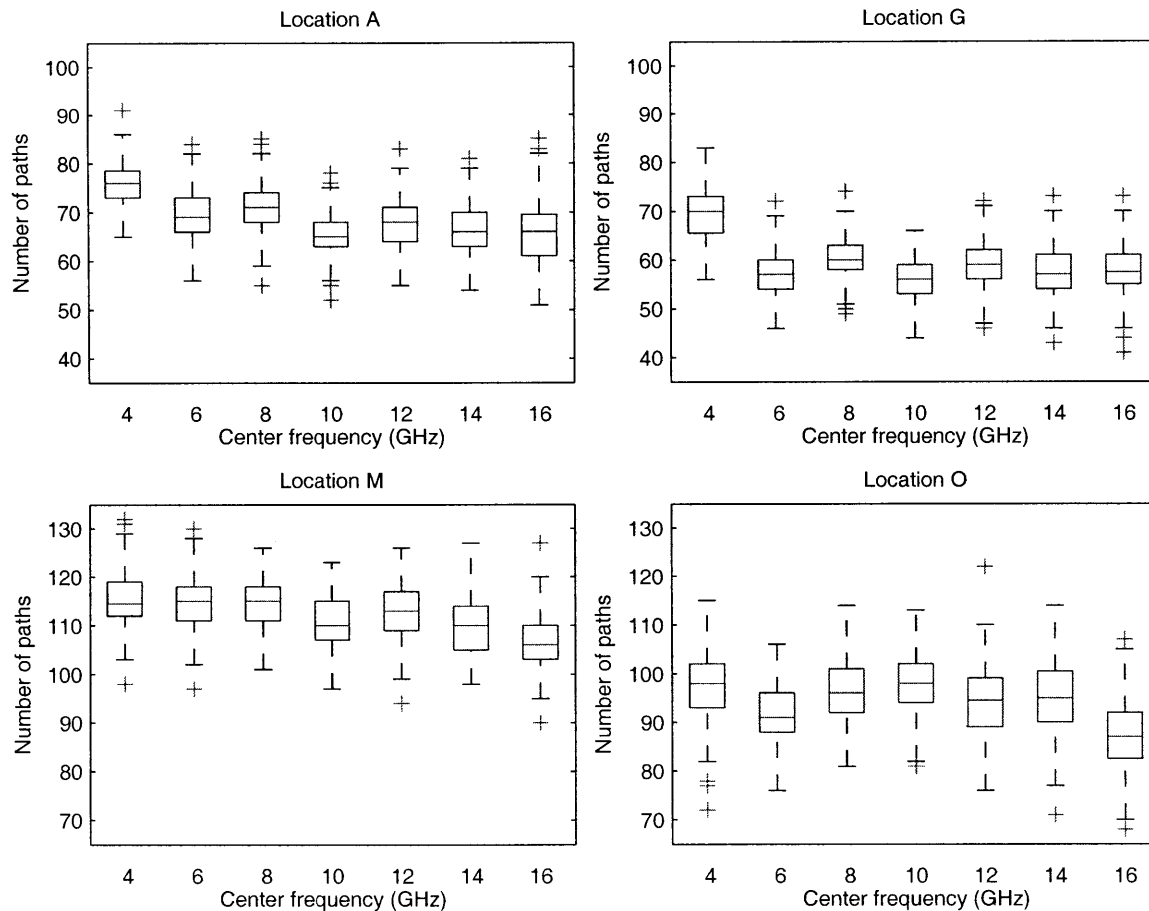 Location A
Number of paths
100
90
80
70
60
50
40
4 6 8 10 12 14 16
Center frequency (GHz)
Location G
Number of paths
100
90
80
70
60
50
40
4 6 8 10 12 14 16
Center frequency (GHz)
Location M
Number of paths
130
120
110
100
90
80
70
4 6 8 10 12 14 16
Center frequency (GHz)
Location O
Number of paths
130
120
110
100
90
80
70
4 6 8 10 12 14 16
Center frequency (GHz)